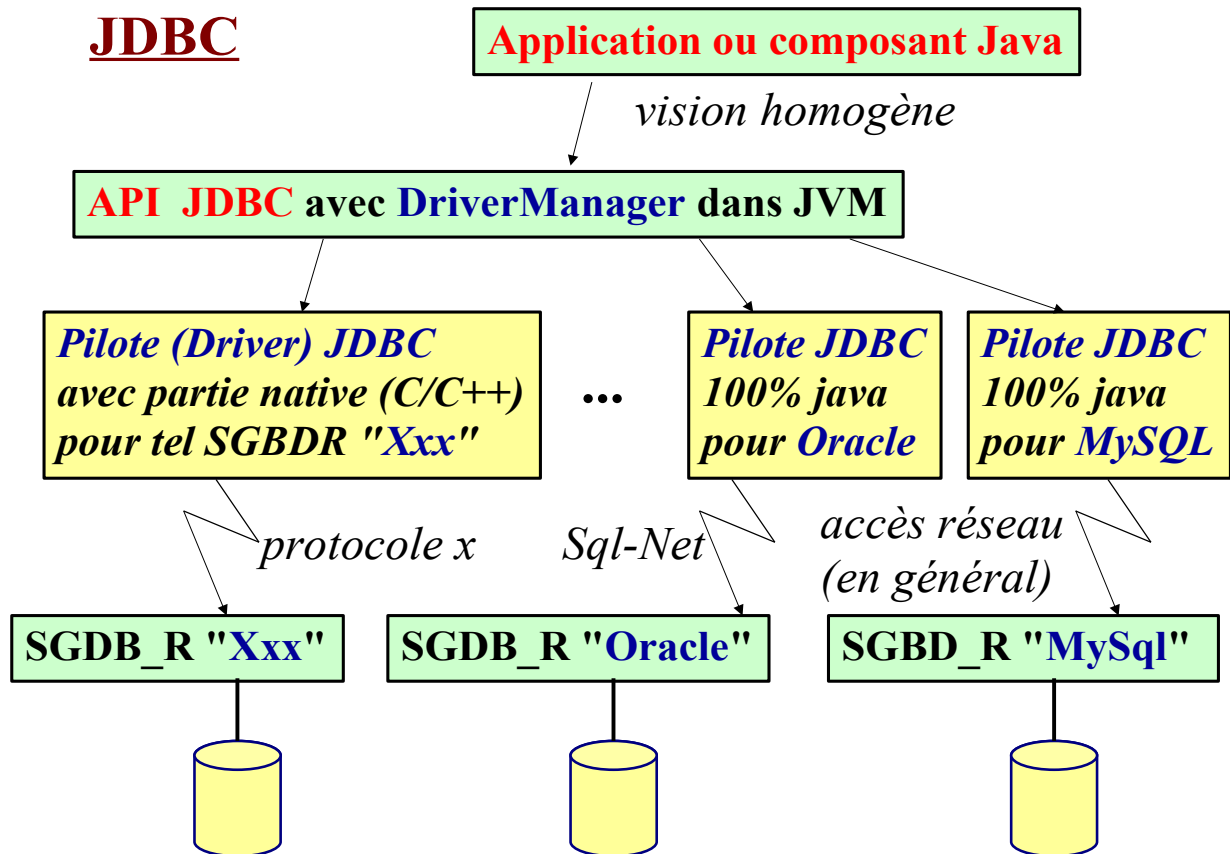 JDBC
Application ou composant Java
vision homogène
API JDBC avec DriverManager dans JVM
Pilote (Driver) JDBC
avec partie native (C/C++)
pour tel SGBDR "Xxx"
...
Pilote JDBC
100% java
pour Oracle
Pilote JDBC
100% java
pour MySQL
protocole x
Sql-Net
accès réseau
(en général)
SGDB_R "Xxx"
SGDB_R "Oracle"
SGBD_R "MySql"